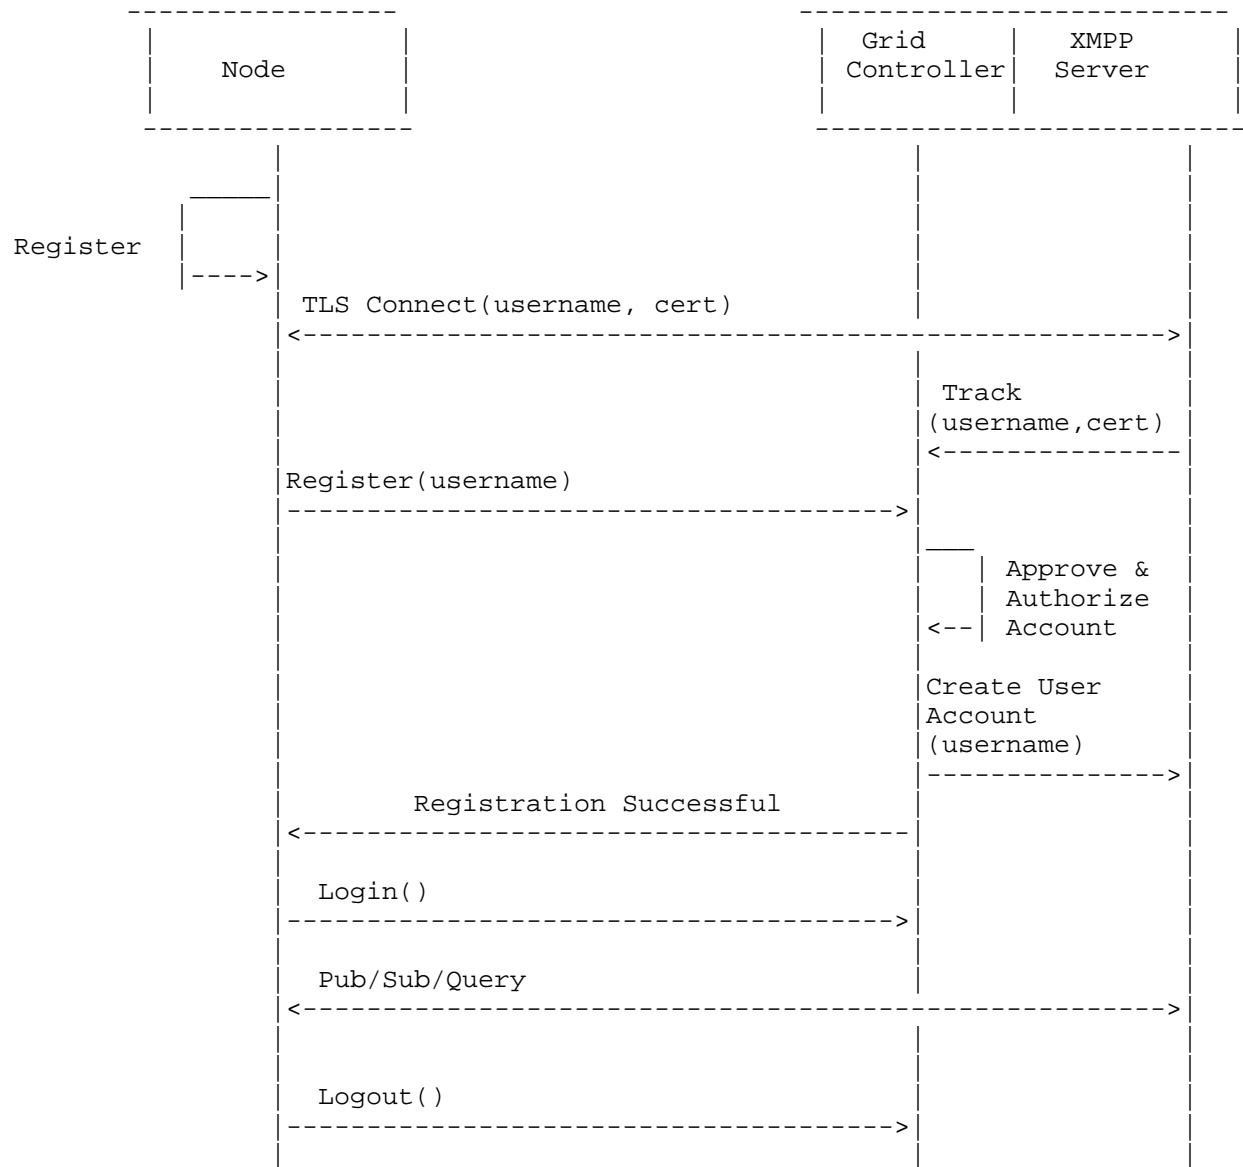 Grid XMPP
Node Controller Server
Register
TLS Connect(username, cert)
Track
(username,cert)
Register(username)
Approve &
Authorize
Account
Create User
Account
(username)
Registration Successful
Login()
Pub/Sub/Query
Logout()